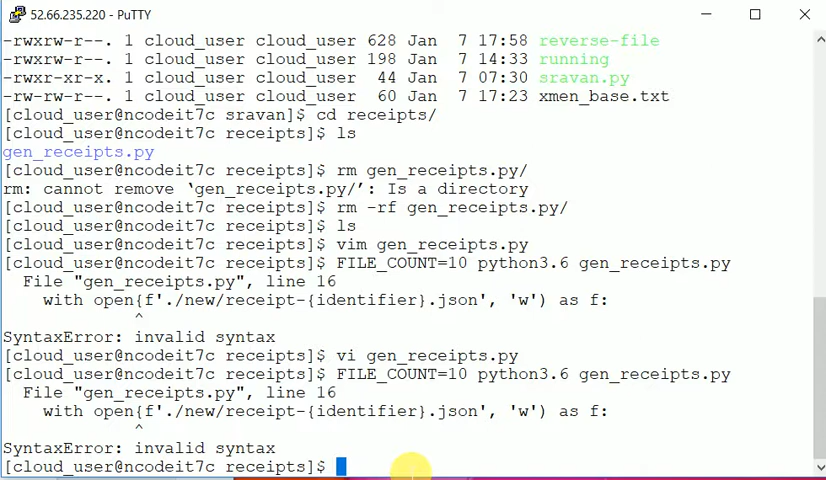 52.66.235.220 - PuTTY
-rwxrw-r--. 1 cloud_user cloud_user 628 Jan  7 17:58 reverse-file
-rwxrw-r--. 1 cloud_user cloud_user 198 Jan  7 14:33 running
-rwxr-xr-x. 1 cloud_user cloud_user  44 Jan  7 07:30 sravan.py
-rw-rw-r--. 1 cloud_user cloud_user  60 Jan  7 17:23 xmen_base.txt
[cloud_user@ncodeit7c sravan]$ cd receipts/
[cloud_user@ncodeit7c receipts]$ ls
gen_receipts.py
[cloud_user@ncodeit7c receipts]$ rm gen_receipts.py/
rm: cannot remove ‘gen_receipts.py/’: Is a directory
[cloud_user@ncodeit7c receipts]$ rm -rf gen_receipts.py/
[cloud_user@ncodeit7c receipts]$ ls
[cloud_user@ncodeit7c receipts]$ vim gen_receipts.py
[cloud_user@ncodeit7c receipts]$ FILE_COUNT=10 python3.6 gen_receipts.py
  File "gen_receipts.py", line 16
    with open{f'./new/receipt-{identifier}.json', 'w') as f:
             ^
SyntaxError: invalid syntax
[cloud_user@ncodeit7c receipts]$ vi gen_receipts.py
[cloud_user@ncodeit7c receipts]$ FILE_COUNT=10 python3.6 gen_receipts.py
  File "gen_receipts.py", line 16
    with open{f'./new/receipt-{identifier}.json', 'w') as f:
             ^
SyntaxError: invalid syntax
[cloud_user@ncodeit7c receipts]$